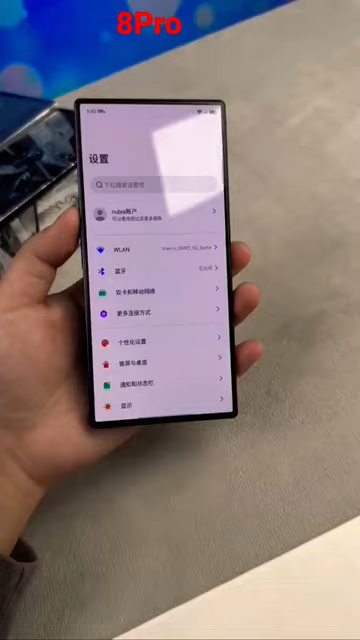 8Pro
设置
nubia账户
WLAN
蓝牙
双卡和移动网络
更多连接方式
个性化设置
锁屏与桌面
通知和状态栏
显示